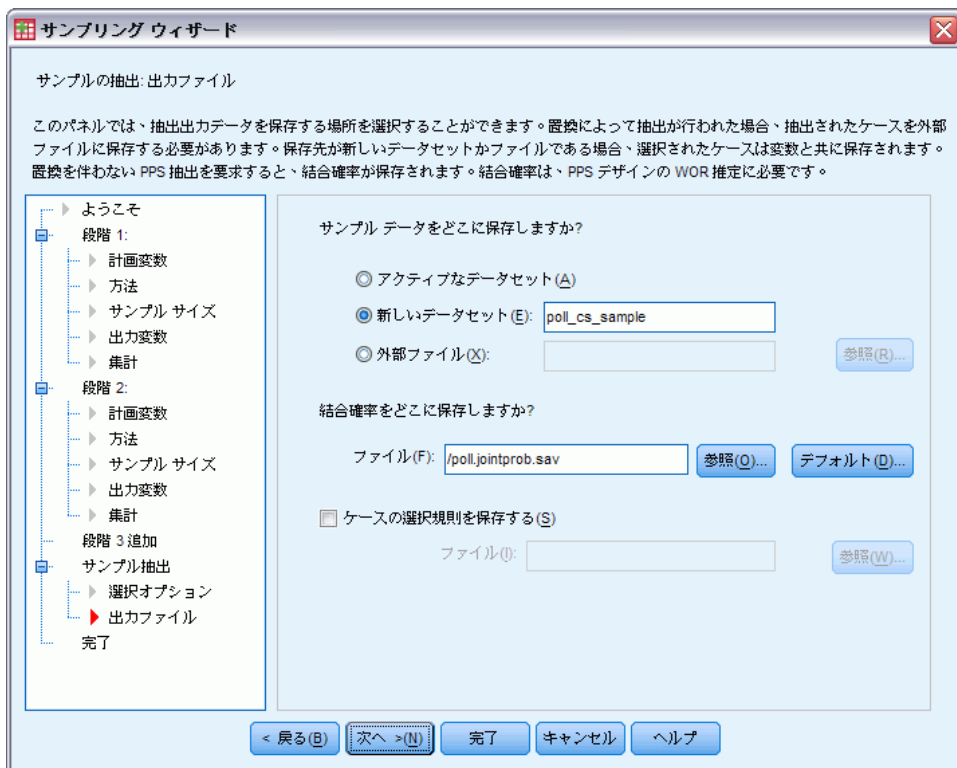 サンプリング ウィザード
サンプルの抽出: 出力ファイル
このパネルでは、抽出出力データを保存する場所を選択することができます。置換によって抽出が行われた場合、抽出されたケースを外部
ファイルに保存する必要があります。保存先が新しいデータセットかファイルである場合、選択されたケースは変数と共に保存されます。
置換を伴わない PPS 抽出を要求すると、結合確率が保存されます。結合確率は、PPS デザインの WOR 推定に必要です。
ようこそ
段階 1:
計画変数
方法
サンプル サイズ
出力変数
集計
段階 2:
計画変数
方法
サンプル サイズ
出力変数
集計
段階 3 追加
サンプル抽出
選択オプション
出力ファイル
完了
サンプル データをどこに保存しますか?
アクティブなデータセット(A)
新しいデータセット(E): poll_cs_sample
外部ファイル(X): 参照(R)...
結合確率をどこに保存しますか?
ファイル(F): /poll.jointprob.sav 参照(O)... デフォルト(D)...
ケースの選択規則を保存する(S)
ファイル(I): 参照(W)...
< 戻る(B) 次へ >(N) 完了 キャンセル ヘルプ